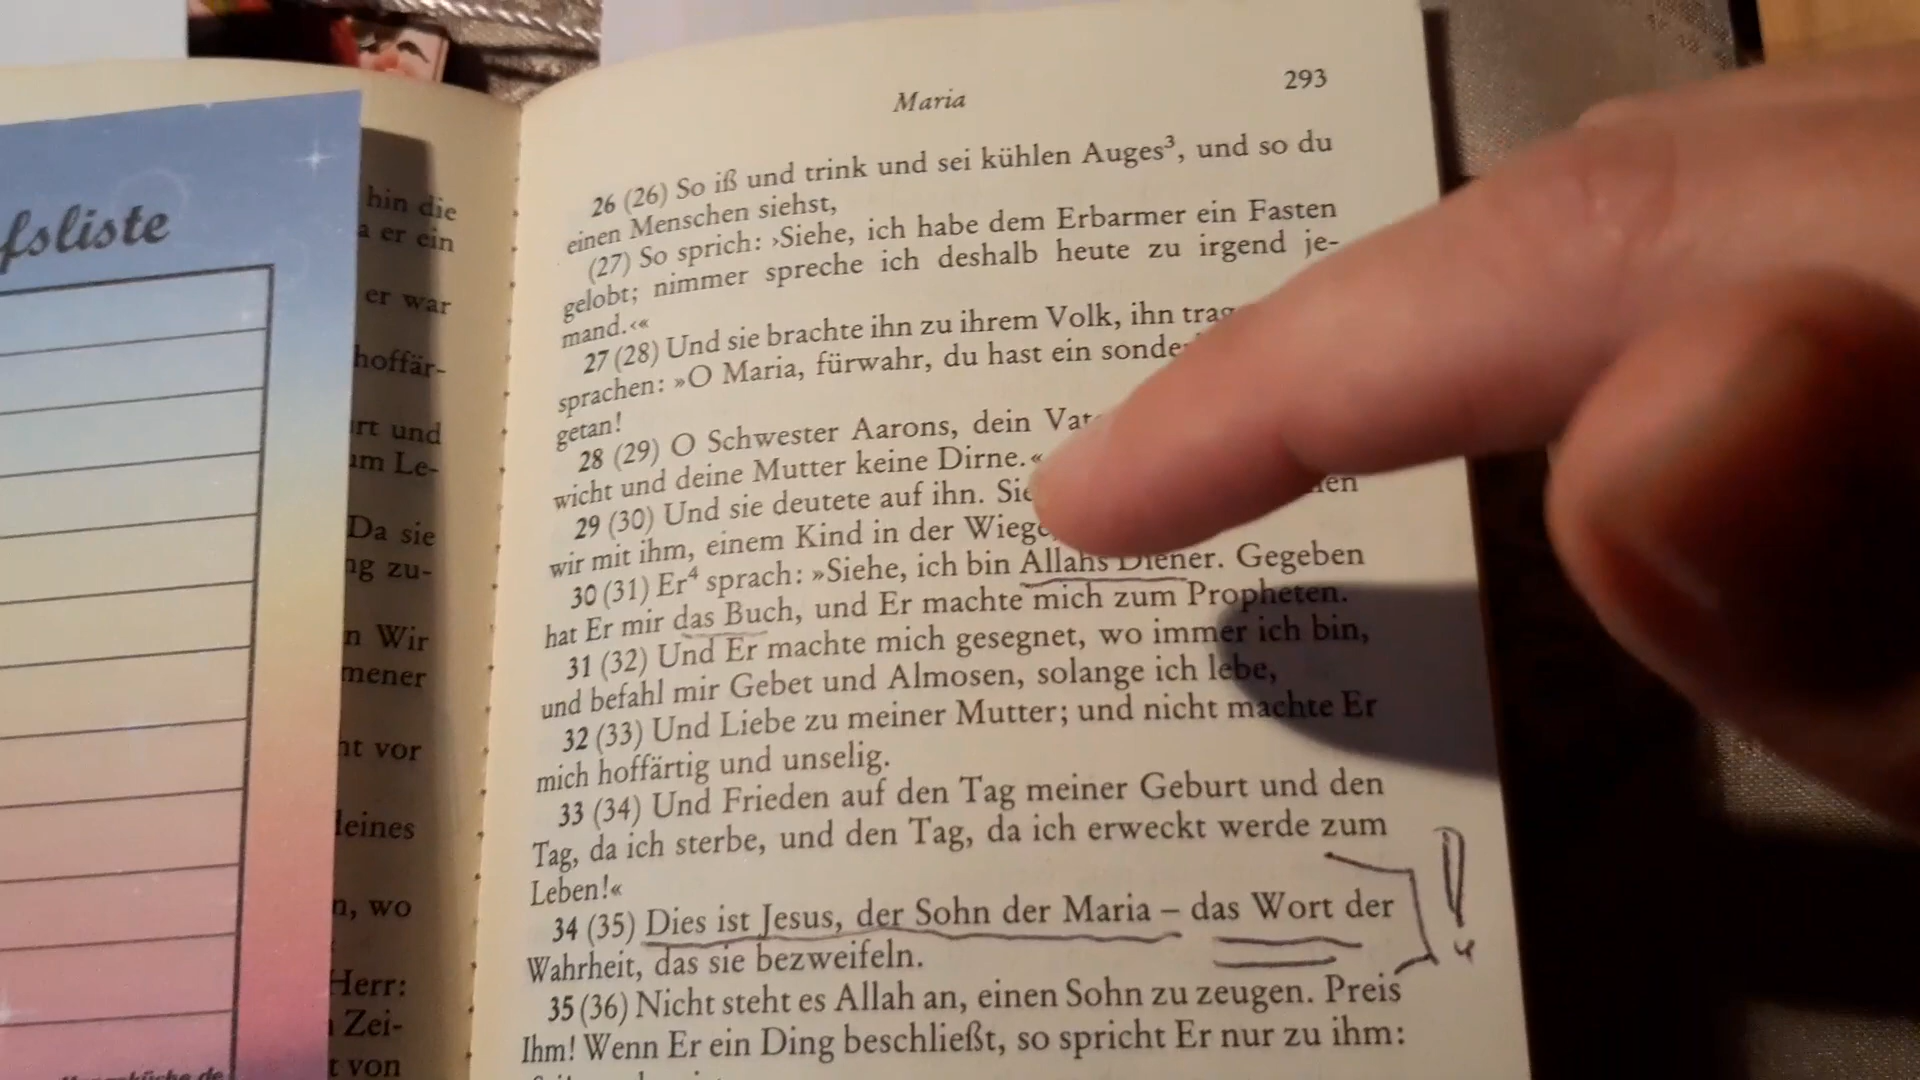 fsliste
hin die
a er ein
er war
hoffär-
rt und
m Le-
Da sie
g zu-
n Wir
mener
t vor
eines
n, wo
Herr:
Zei-
t von
Maria
293
26 (26) So iß und trink und sei kühlen Auges³, und so du
einen Menschen siehst,
(27) So sprich: ›Siehe, ich habe dem Erbarmer ein Fasten
gelobt; nimmer spreche ich deshalb heute zu irgend je-
mand.‹«
27 (28) Und sie brachte ihn zu ihrem Volk, ihn trag
sprachen: »O Maria, fürwahr, du hast ein sonde
getan!
28 (29) O Schwester Aarons, dein Vat
wicht und deine Mutter keine Dirne.«
29 (30) Und sie deutete auf ihn. Sie
wir mit ihm, einem Kind in der Wiege
30 (31) Er⁴ sprach: »Siehe, ich bin Allahs Diener. Gegeben
hat Er mir das Buch, und Er machte mich zum Propheten.
31 (32) Und Er machte mich gesegnet, wo immer ich bin,
und befahl mir Gebet und Almosen, solange ich lebe,
32 (33) Und Liebe zu meiner Mutter; und nicht machte Er
mich hoffärtig und unselig.
33 (34) Und Frieden auf den Tag meiner Geburt und den
Tag, da ich sterbe, und den Tag, da ich erweckt werde zum
Leben!«
34 (35) Dies ist Jesus, der Sohn der Maria – das Wort der
Wahrheit, das sie bezweifeln.
35 (36) Nicht steht es Allah an, einen Sohn zu zeugen. Preis
Ihm! Wenn Er ein Ding beschließt, so spricht Er nur zu ihm: